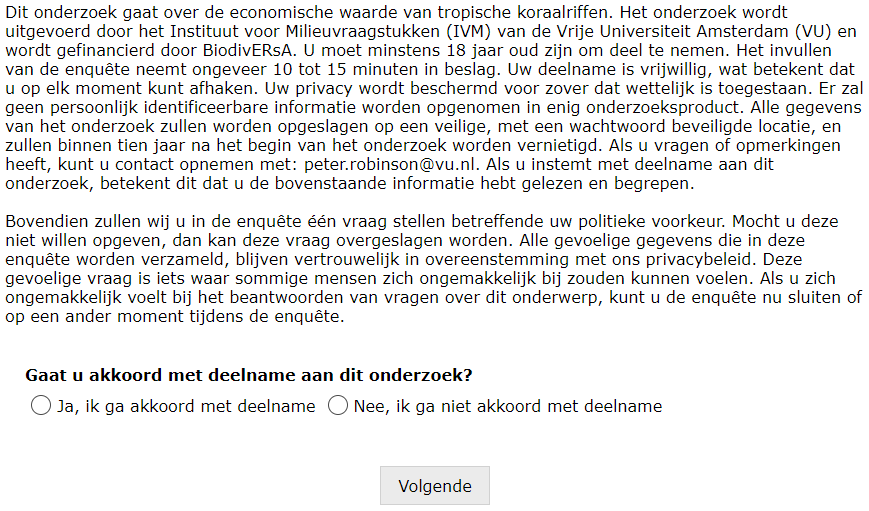 Dit onderzoek gaat over de economische waarde van tropische koraalriffen. Het onderzoek wordt
uitgevoerd door het Instituut voor Milieuvraagstukken (IVM) van de Vrije Universiteit Amsterdam (VU) en
wordt gefinancierd door BiodivERsA. U moet minstens 18 jaar oud zijn om deel te nemen. Het invullen
van de enquête neemt ongeveer 10 tot 15 minuten in beslag. Uw deelname is vrijwillig, wat betekent dat
u op elk moment kunt afhaken. Uw privacy wordt beschermd voor zover dat wettelijk is toegestaan. Er zal
geen persoonlijk identificeerbare informatie worden opgenomen in enig onderzoeksproduct. Alle gegevens
van het onderzoek zullen worden opgeslagen op een veilige, met een wachtwoord beveiligde locatie, en
zullen binnen tien jaar na het begin van het onderzoek worden vernietigd. Als u vragen of opmerkingen
heeft, kunt u contact opnemen met: peter.robinson@vu.nl. Als u instemt met deelname aan dit
onderzoek, betekent dit dat u de bovenstaande informatie hebt gelezen en begrepen.
Bovendien zullen wij u in de enquête één vraag stellen betreffende uw politieke voorkeur. Mocht u deze
niet willen opgeven, dan kan deze vraag overgeslagen worden. Alle gevoelige gegevens die in deze
enquête worden verzameld, blijven vertrouwelijk in overeenstemming met ons privacybeleid. Deze
gevoelige vraag is iets waar sommige mensen zich ongemakkelijk bij zouden kunnen voelen. Als u zich
ongemakkelijk voelt bij het beantwoorden van vragen over dit onderwerp, kunt u de enquête nu sluiten of
op een ander moment tijdens de enquête.
Gaat u akkoord met deelname aan dit onderzoek?
Ja, ik ga akkoord met deelname Nee, ik ga niet akkoord met deelname
Volgende